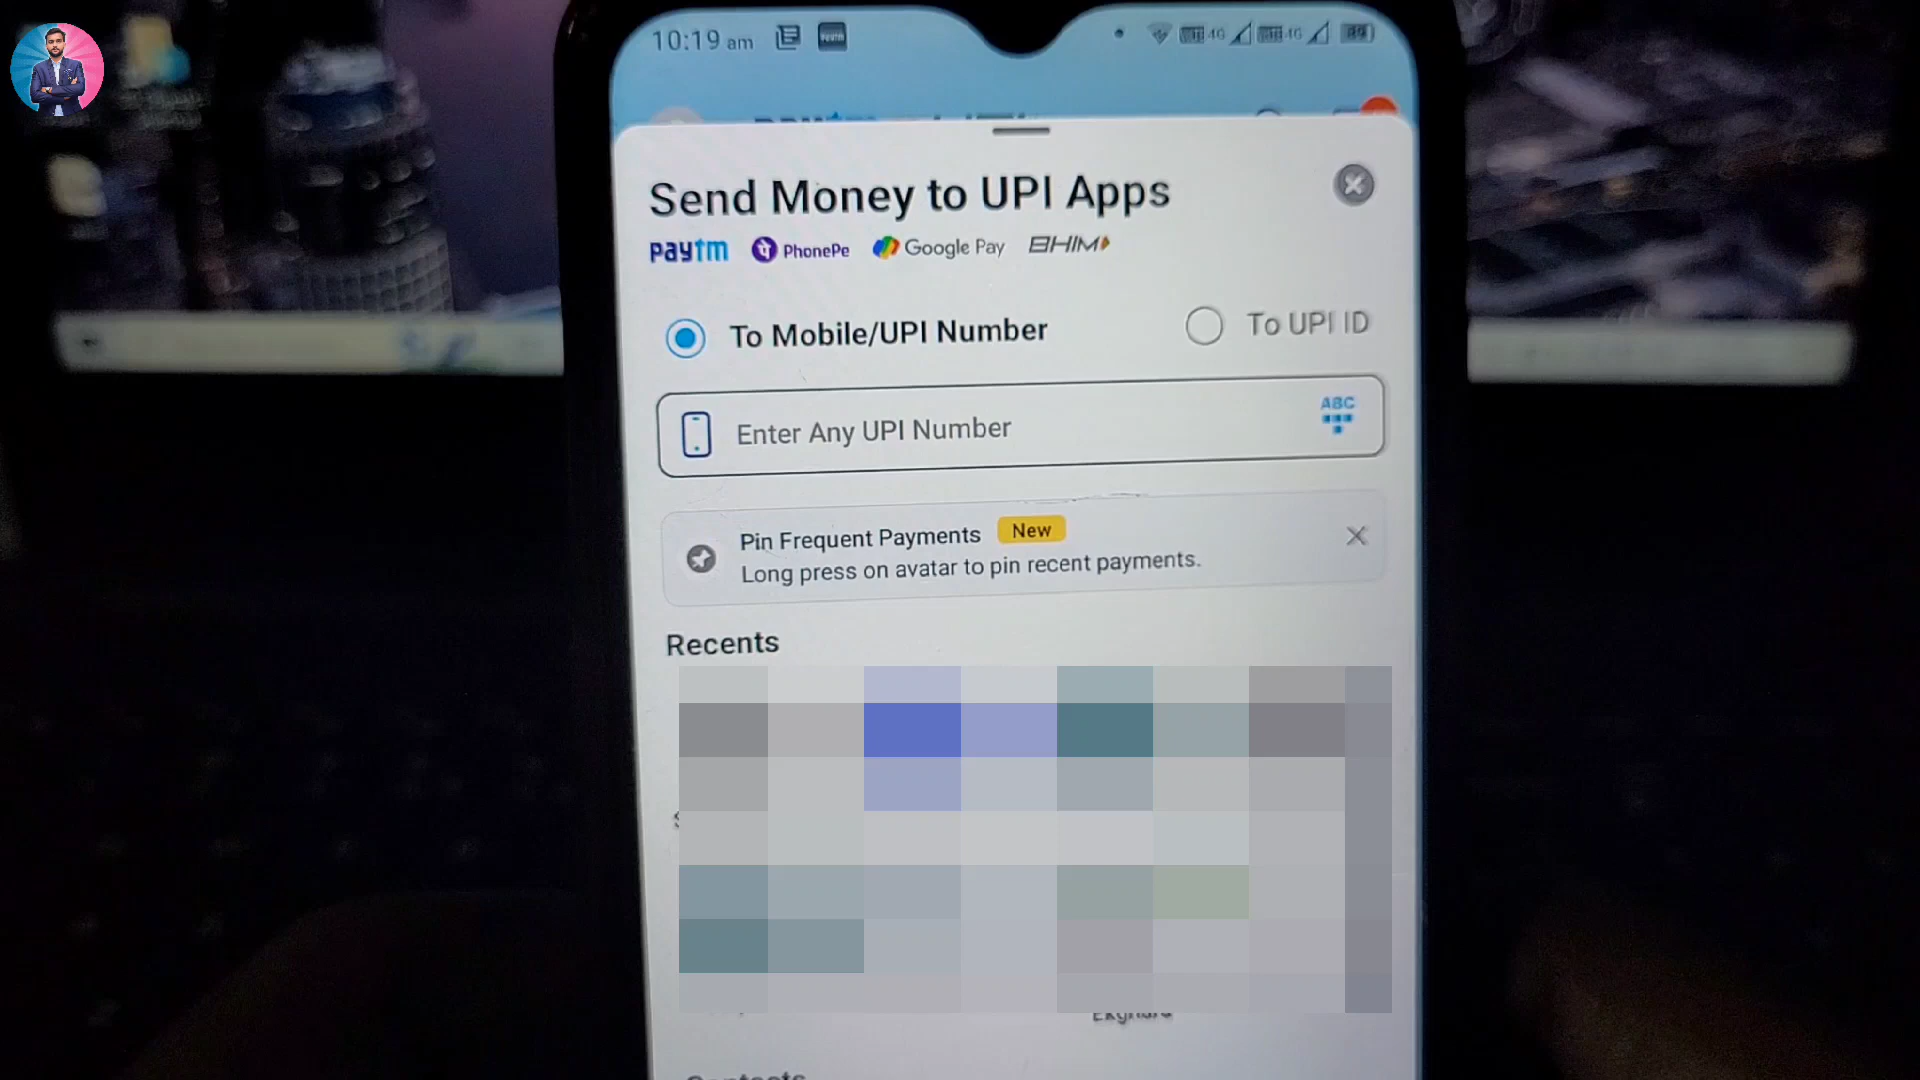 10:19 am
4G 4G
Send Money to UPI Apps
paytm PhonePe Google Pay BHIM
To Mobile/UPI Number To UPI ID
Enter Any UPI Number ABC
Pin Frequent Payments New
Long press on avatar to pin recent payments.
Recents